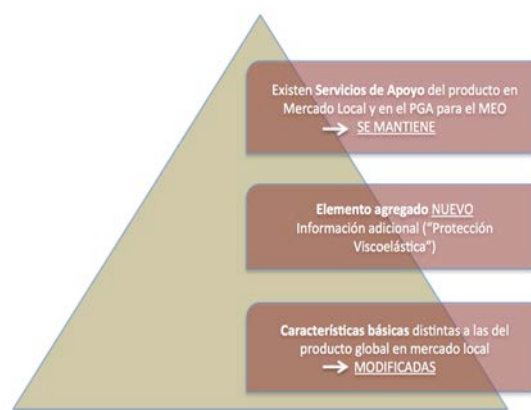 Existen Servicios de Apoyo del producto en
Mercado Local y en el PGA para el MEO
→ SE MANTIENE
Elemento agregado NUEVO
Información adicional (“Protección
Viscoelástica”)
Características básicas distintas a las del
producto global en mercado local
→ MODIFICADAS